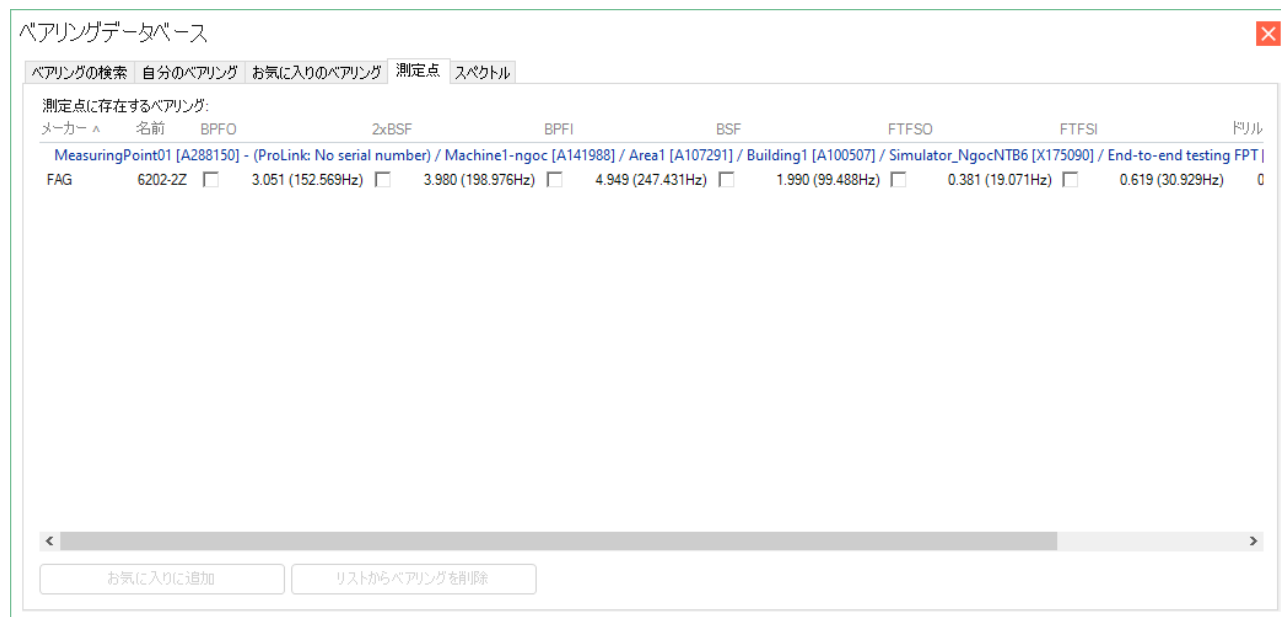 ベアリングデータベース
ベアリングの検索 自分のベアリング お気に入りのベアリング 測定点 スペクトル
測定点に存在するベアリング:
メーカー ^ 名前 BPFO 2xBSF BPFI BSF FTFSO FTFSI ドリル
MeasuringPoint01 [A288150] - (ProLink: No serial number) / Machine1-ngoc [A141988] / Area1 [A107291] / Building1 [A100507] / Simulator_NgocNTB6 [X175090] / End-to-end testing FPT [
FAG 6202-2Z 3.051 (152.569Hz) 3.980 (198.976Hz) 4.949 (247.431Hz) 1.990 (99.488Hz) 0.381 (19.071Hz) 0.619 (30.929Hz) 0
お気に入りに追加 リストからベアリングを削除